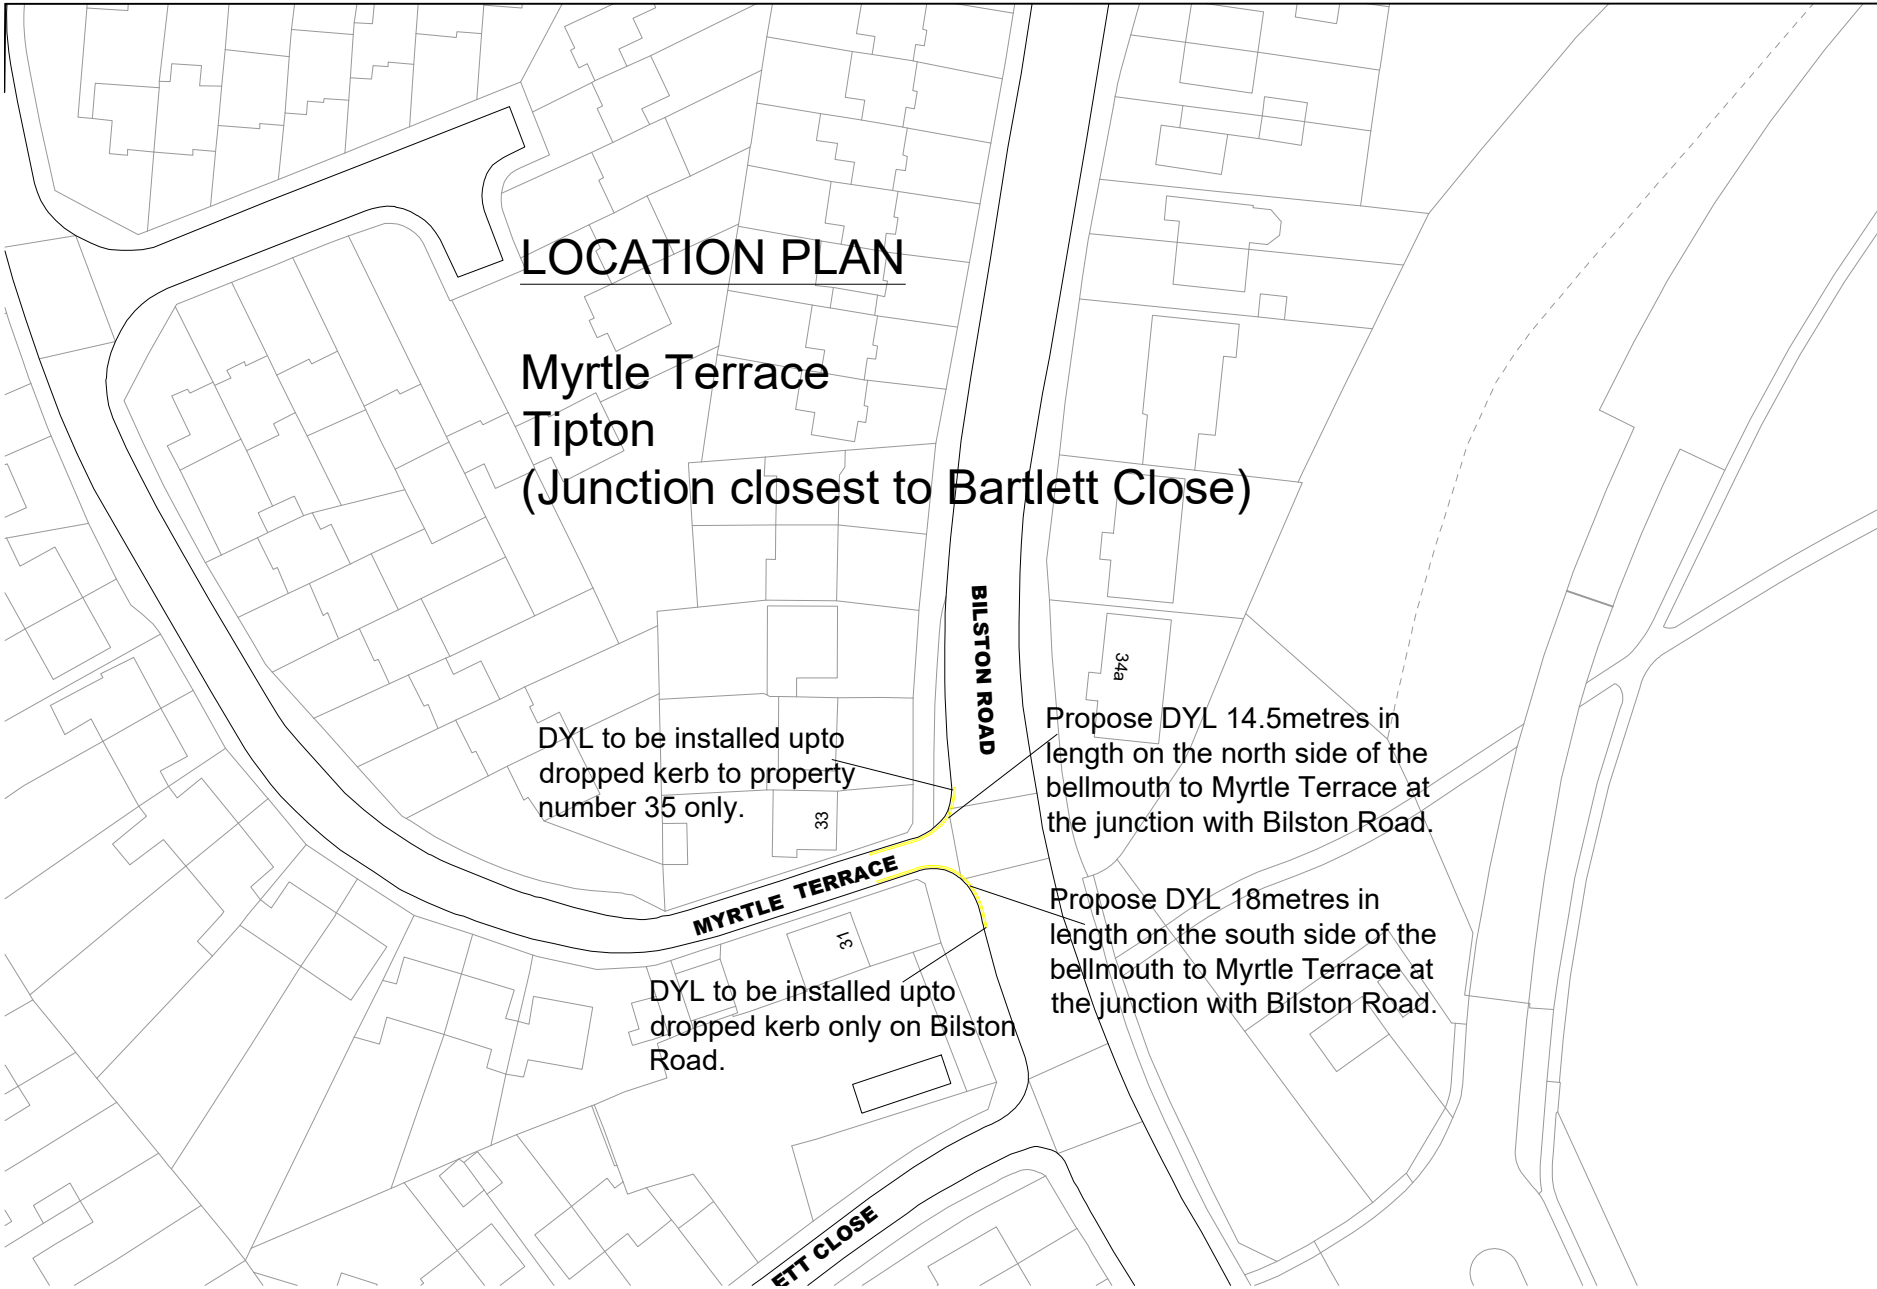 LOCATION PLAN
Myrtle Terrace
Tipton
(Junction closest to Bartlett Close)
BILSTON ROAD
34a
DYL to be installed upto
dropped kerb to property
number 35 only.
Propose DYL 14.5metres in
length on the north side of the
bellmouth to Myrtle Terrace at
the junction with Bilston Road.
33
MYRTLE TERRACE
31
Propose DYL 18metres in
length on the south side of the
bellmouth to Myrtle Terrace at
the junction with Bilston Road.
DYL to be installed upto
dropped kerb only on Bilston
Road.
ETT CLOSE